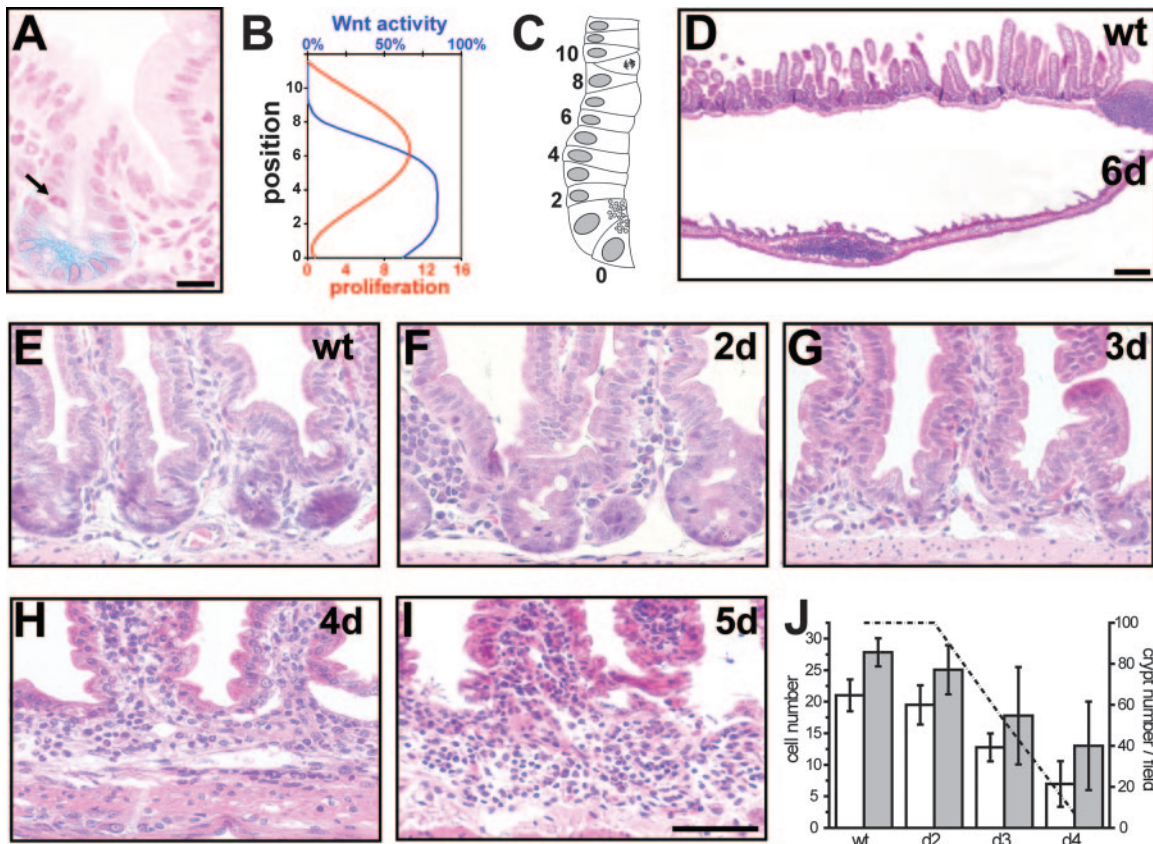 A
B
Wnt activity
0% 50% 100%
position
10
8
6
4
2
0
0 4 8 12 16
proliferation
C
10
8
6
4
2
0
D
wt
6d
E
wt
F
2d
G
3d
H
4d
I
5d
J
cell number
30
25
20
15
10
5
0
100
80
60
40
20
0
crypt number / field
wt d2 d3 d4